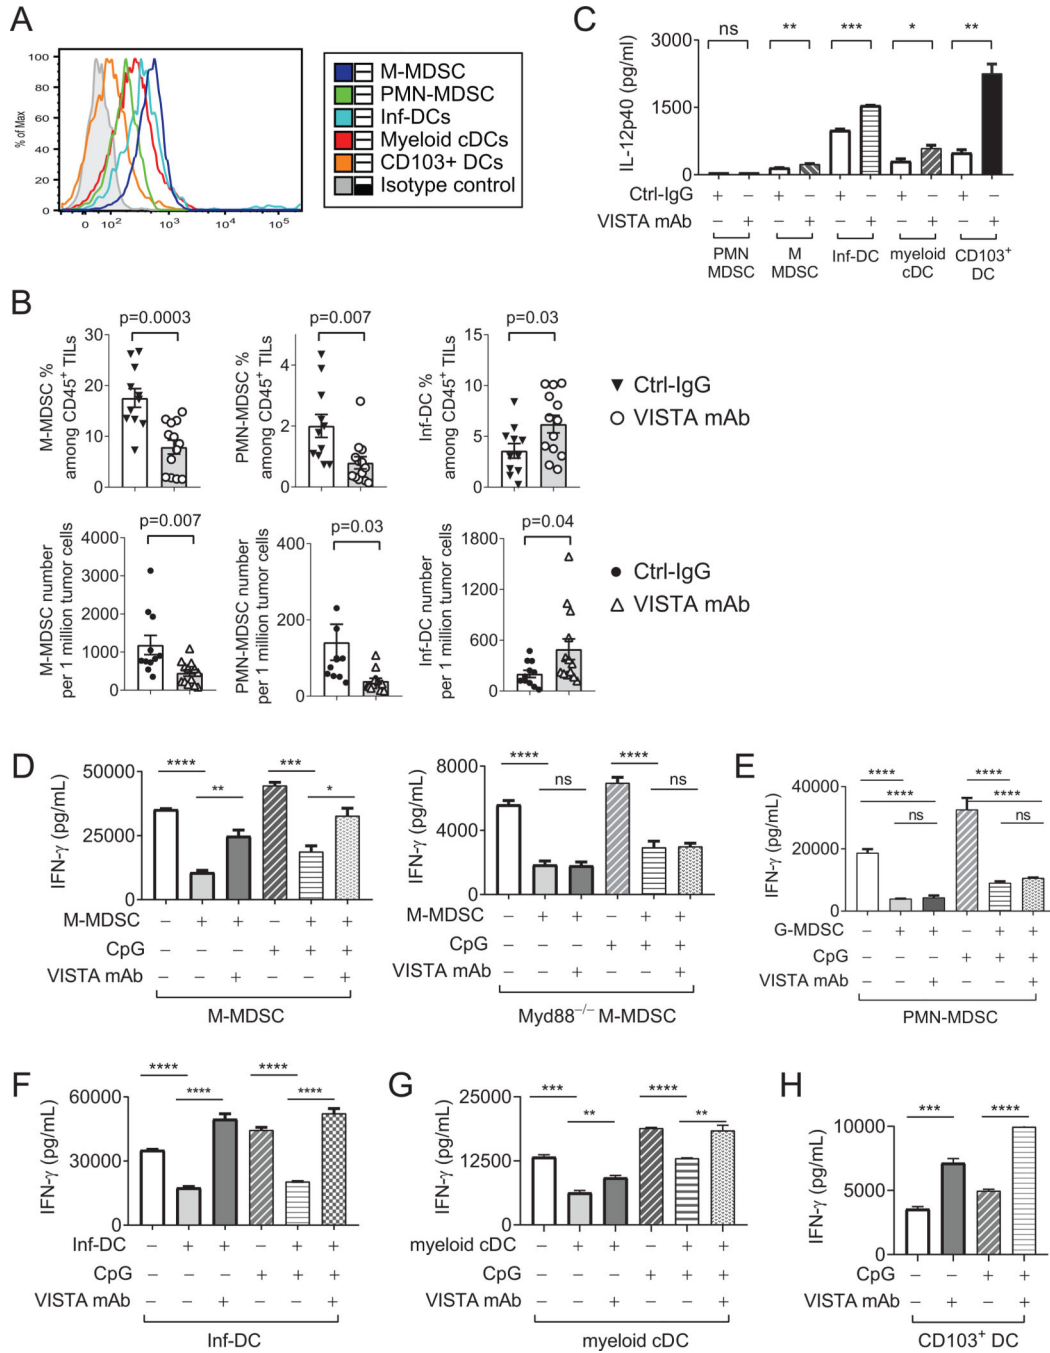 A
% of Max
100
80
60
40
20
0
0 10² 10³ 10⁴ 10⁵
M-MDSC
PMN-MDSC
Inf-DCs
Myeloid cDCs
CD103+ DCs
Isotype control
C
IL-12p40 (pg/ml)
3000
1500
0
ns ** *** * **
Ctrl-IgG + − + − + − + − + −
VISTA mAb − + − + − + − + − +
PMN MDSC
M MDSC
Inf-DC
myeloid cDC
CD103⁺ DC
B
p=0.0003
M-MDSC %
among CD45⁺ TILs
30
20
10
0
p=0.007
PMN-MDSC %
among CD45⁺ TILs
4
2
0
p=0.03
Inf-DC %
among CD45⁺ TILs
15
10
5
0
Ctrl-IgG
VISTA mAb
p=0.007
M-MDSC number
per 1 million tumor cells
4000
3000
2000
1000
0
p=0.03
PMN-MDSC number
per 1 million tumor cells
400
200
0
p=0.04
Inf-DC number
per 1 million tumor cells
1800
1200
600
0
Ctrl-IgG
VISTA mAb
D
IFN-γ (pg/mL)
50000
25000
0
**** ** *** *
M-MDSC − + + − + +
CpG − − − + + +
VISTA mAb − − + − − +
M-MDSC
IFN-γ (pg/mL)
8000
4000
0
**** ns **** ns
M-MDSC − + + − + +
CpG − − − + + +
VISTA mAb − − + − − +
Myd88⁻/⁻ M-MDSC
E
IFN-γ (pg/mL)
40000
20000
0
**** ****
**** ****
ns ns
G-MDSC − + + − + +
CpG − − − + + +
VISTA mAb − − + − − +
PMN-MDSC
F
IFN-γ (pg/mL)
60000
30000
0
**** **** **** ****
Inf-DC − + + − + +
CpG − − − + + +
VISTA mAb − − + − − +
Inf-DC
G
IFN-γ (pg/mL)
25000
12500
0
*** ** **** **
myeloid cDC − + + − + +
CpG − − − + + +
VISTA mAb − − + − − +
myeloid cDC
H
IFN-γ (pg/mL)
10000
5000
0
*** ****
CpG − − + +
VISTA mAb − + − +
CD103⁺ DC